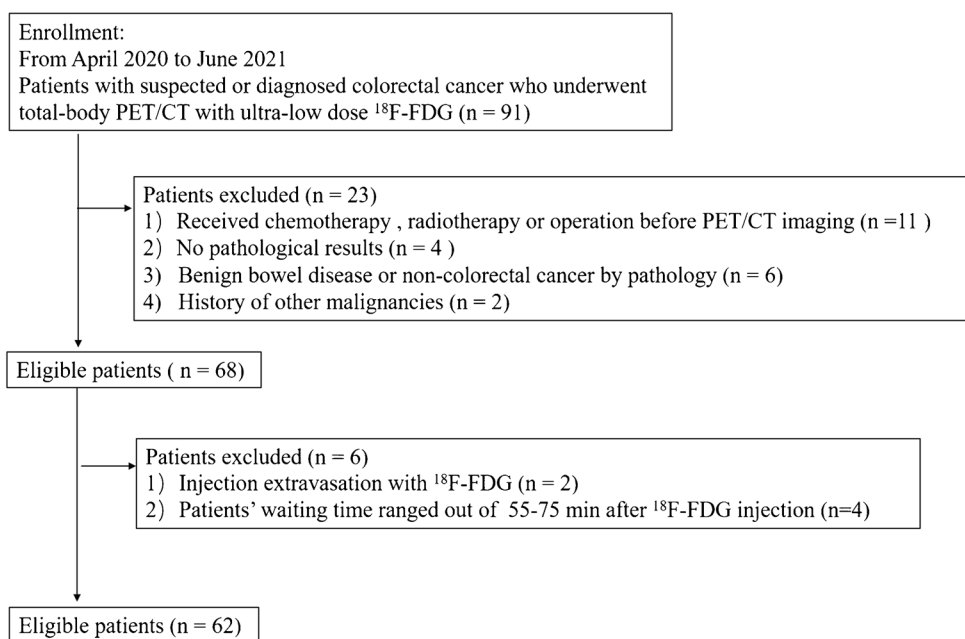 Enrollment:
From April 2020 to June 2021
Patients with suspected or diagnosed colorectal cancer who underwent
total-body PET/CT with ultra-low dose ¹⁸F-FDG (n = 91)
Patients excluded (n = 23)
1) Received chemotherapy , radiotherapy or operation before PET/CT imaging (n =11 )
2) No pathological results (n = 4 )
3) Benign bowel disease or non-colorectal cancer by pathology (n = 6)
4) History of other malignancies (n = 2)
Eligible patients ( n = 68)
Patients excluded (n = 6)
1) Injection extravasation with ¹⁸F-FDG (n = 2)
2) Patients’ waiting time ranged out of 55-75 min after ¹⁸F-FDG injection (n=4)
Eligible patients (n = 62)